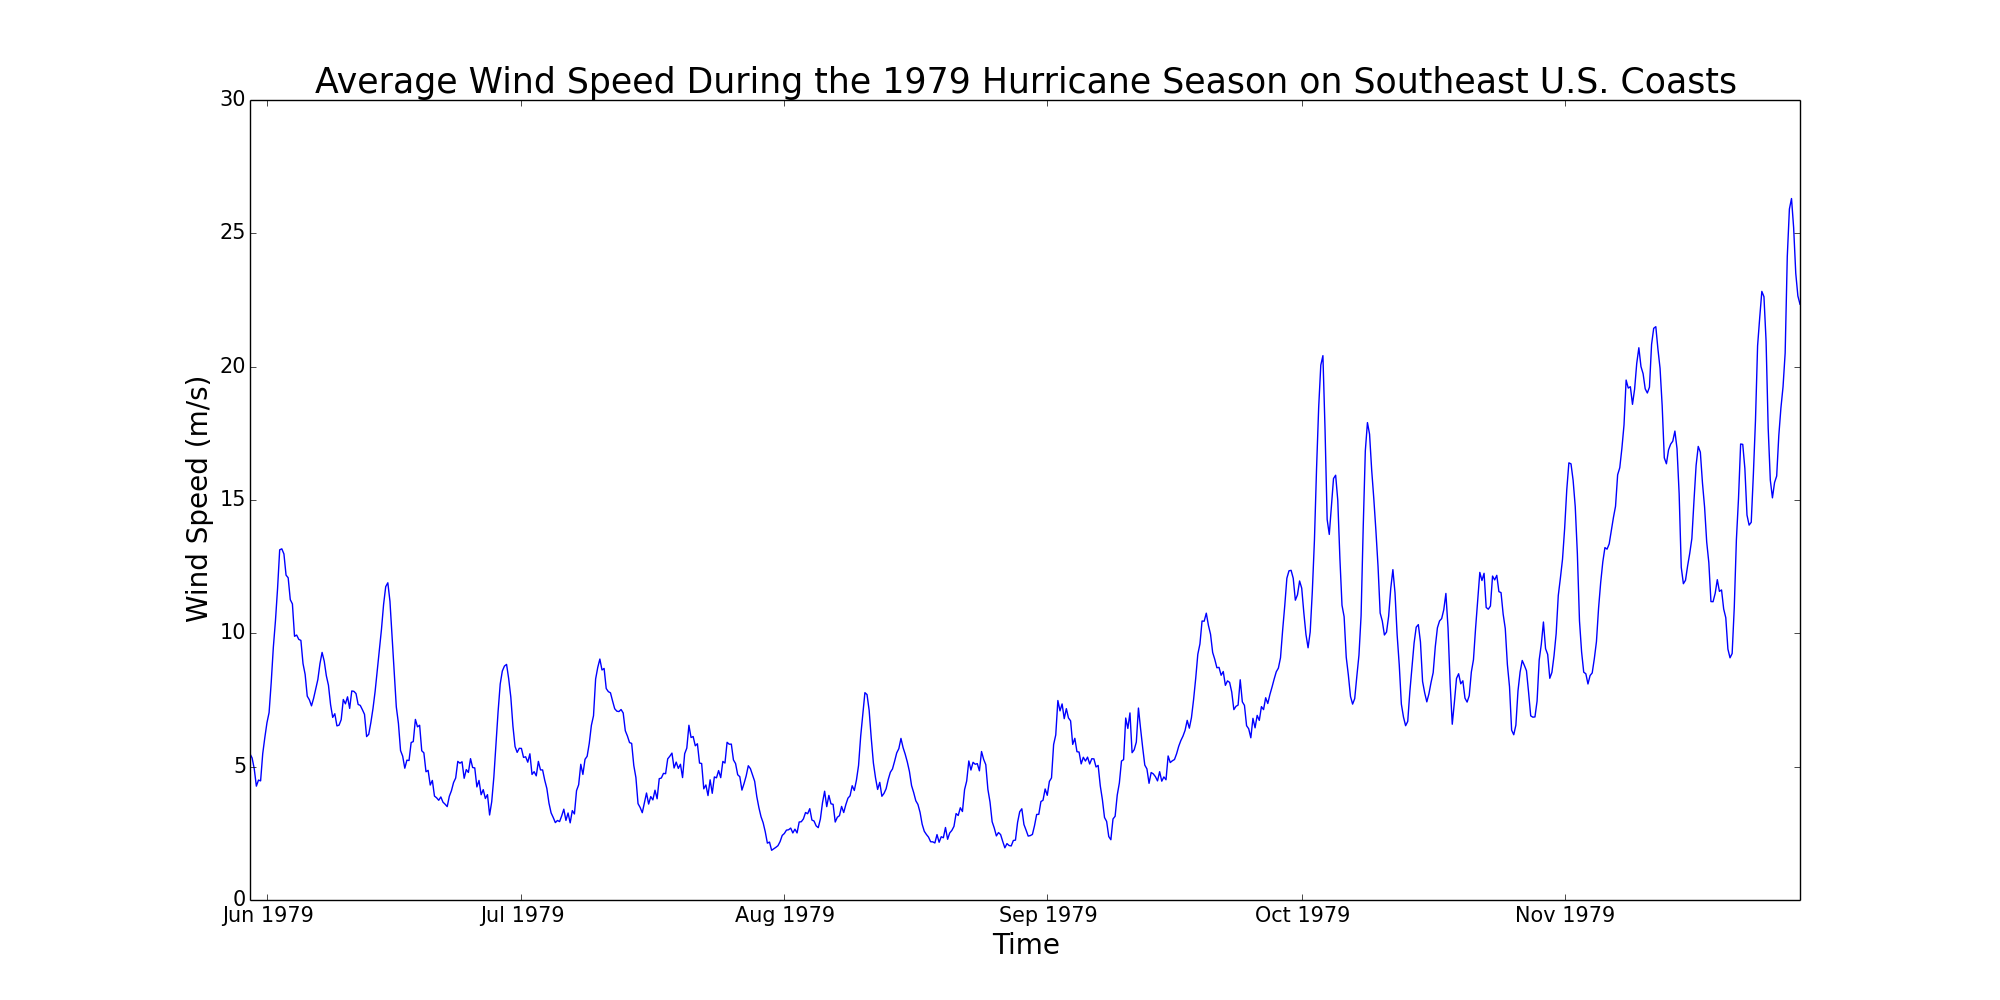 Average Wind Speed During the 1979 Hurricane Season on Southeast U.S. Coasts
30
25
20
15
10
5
0
Wind Speed (m/s)
Jun 1979 Jul 1979 Aug 1979 Sep 1979 Oct 1979 Nov 1979
Time